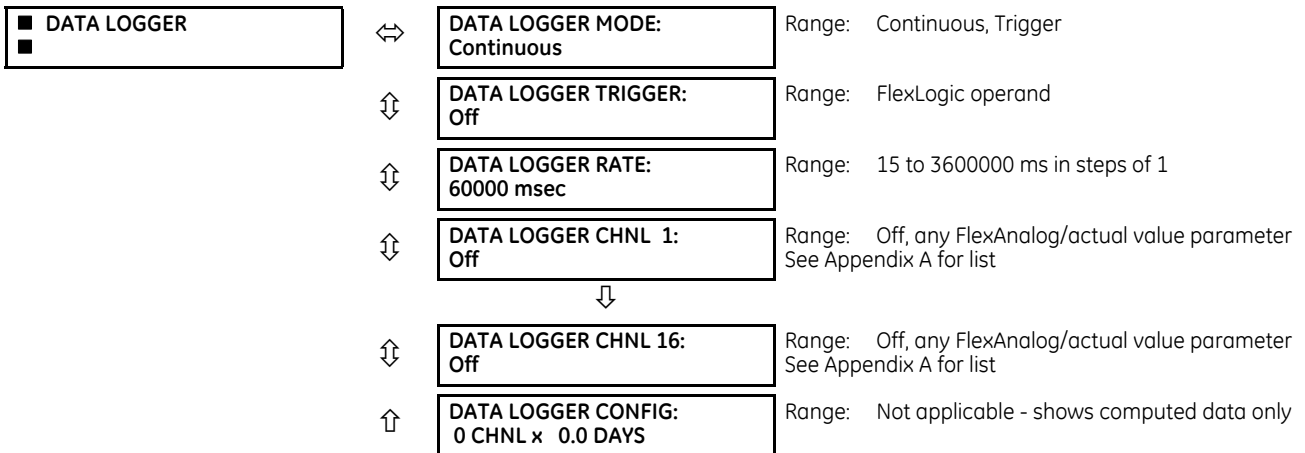 ■ DATA LOGGER
■
DATA LOGGER MODE:
Continuous
Range: Continuous, Trigger
DATA LOGGER TRIGGER:
Off
Range: FlexLogic operand
DATA LOGGER RATE:
60000 msec
Range: 15 to 3600000 ms in steps of 1
DATA LOGGER CHNL 1:
Off
Range: Off, any FlexAnalog/actual value parameter
See Appendix A for list
DATA LOGGER CHNL 16:
Off
Range: Off, any FlexAnalog/actual value parameter
See Appendix A for list
DATA LOGGER CONFIG:
0 CHNL x 0.0 DAYS
Range: Not applicable - shows computed data only